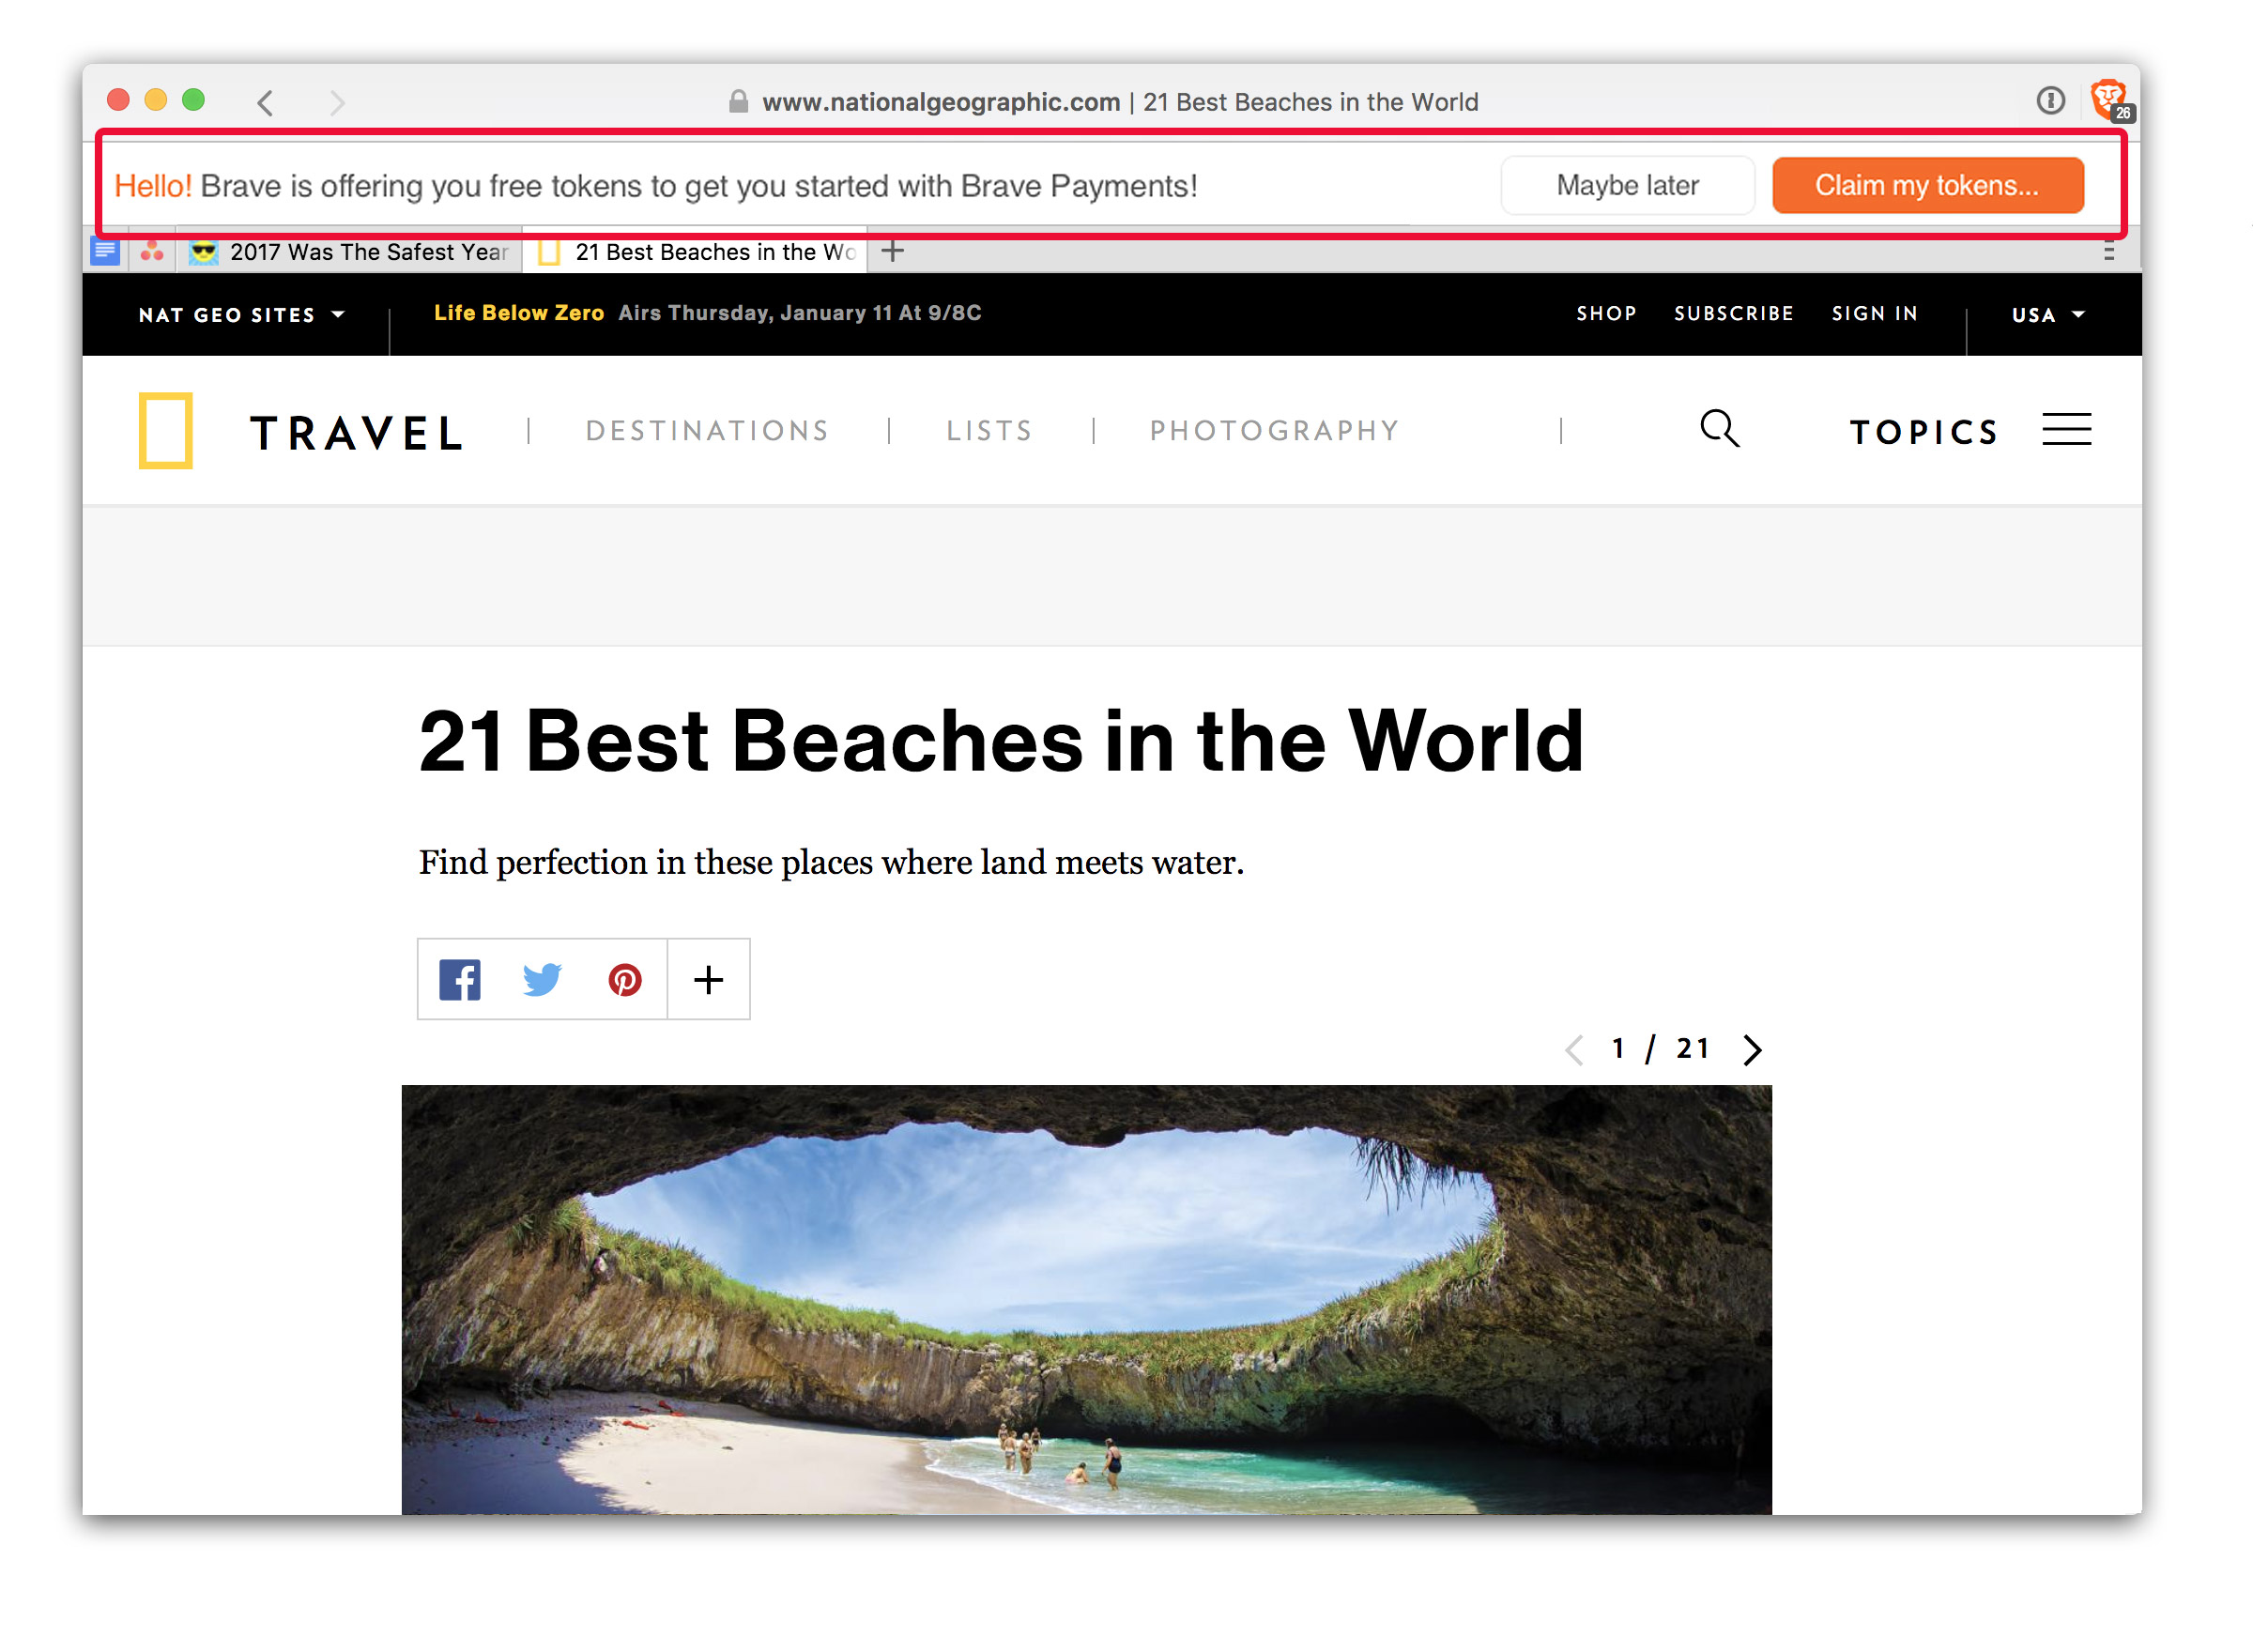 www.nationalgeographic.com | 21 Best Beaches in the World
26
Hello! Brave is offering you free tokens to get you started with Brave Payments!
Maybe later
Claim my tokens...
2017 Was The Safest Year
21 Best Beaches in the Wo
NAT GEO SITES
Life Below Zero Airs Thursday, January 11 At 9/8C
SHOP
SUBSCRIBE
SIGN IN
USA
TRAVEL
DESTINATIONS
LISTS
PHOTOGRAPHY
TOPICS
21 Best Beaches in the World
Find perfection in these places where land meets water.
1 / 21